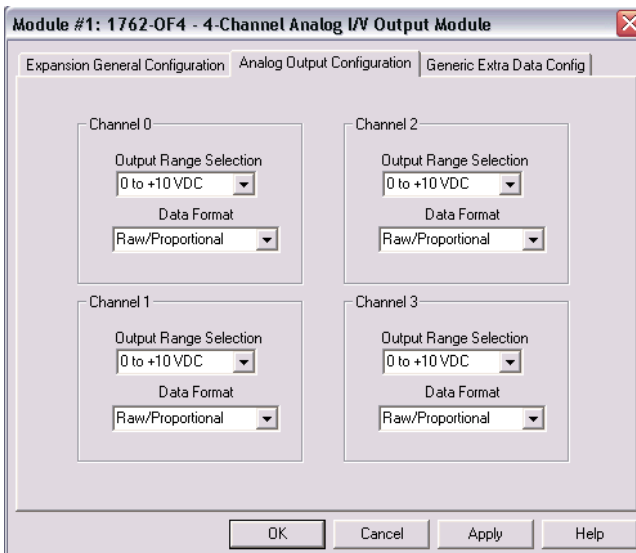 Module #1: 1762-OF4 - 4-Channel Analog I/V Output Module
Expansion General Configuration
Analog Output Configuration
Generic Extra Data Config
Channel 0
Output Range Selection
0 to +10 VDC
Data Format
Raw/Proportional
Channel 2
Output Range Selection
0 to +10 VDC
Data Format
Raw/Proportional
Channel 1
Output Range Selection
0 to +10 VDC
Data Format
Raw/Proportional
Channel 3
Output Range Selection
0 to +10 VDC
Data Format
Raw/Proportional
OK
Cancel
Apply
Help